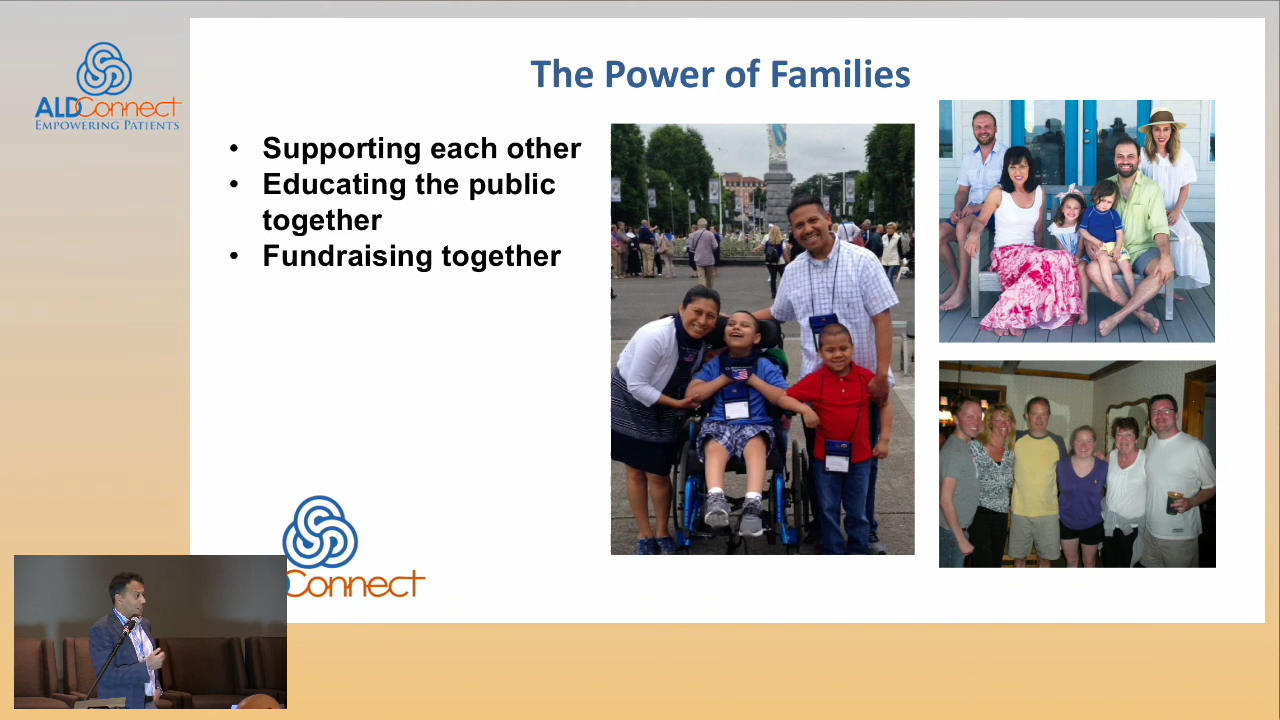 ALDConnect
Empowering Patients
The Power of Families
• Supporting each other
• Educating the public
together
• Fundraising together
Connect